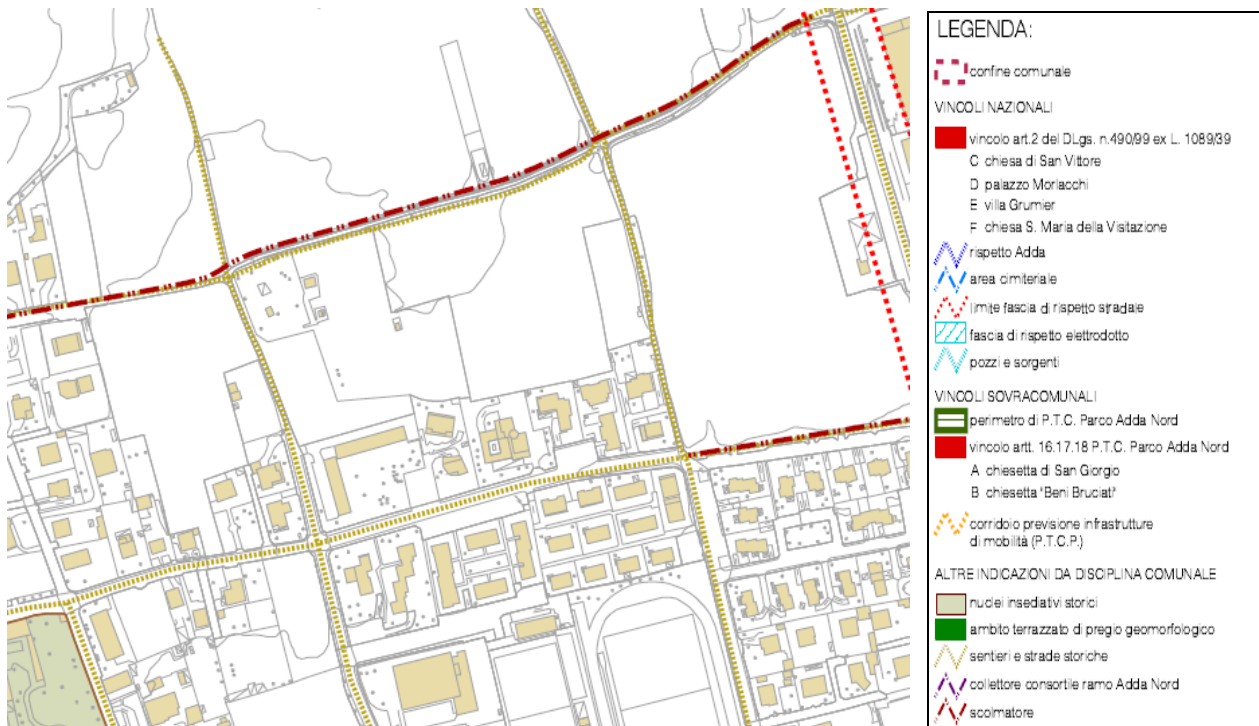 LEGENDA:
confine comunale
VINCOLI NAZIONALI
vincolo art.2 del DLgs. n.490/99 ex L. 1089/39
C chiesa di San Vittore
D palazzo Morlacchi
E villa Grumier
F chiesa S. Maria della Visitazione
rispetto Adda
area cimiteriale
limite fascia di rispetto stradale
fascia di rispetto elettrodotto
pozzi e sorgenti
VINCOLI SOVRACOMUNALI
perimetro di P.T.C. Parco Adda Nord
vincolo artt. 16.17.18 P.T.C. Parco Adda Nord
A chiesetta di San Giorgio
B chiesetta "Beni Bruciati"
corridoio previsione infrastrutture
di mobilità (P.T.C.P.)
ALTRE INDICAZIONI DA DISCIPLINA COMUNALE
nuclei insediativi storici
ambito terrazzato di pregio geomorfologico
sentieri e strade storiche
collettore consortile ramo Adda Nord
scolmatore